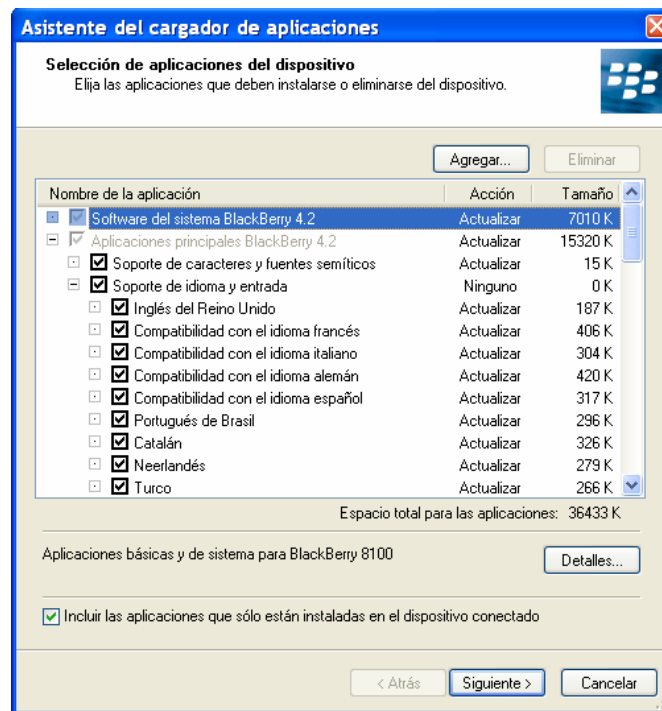 Asistente del cargador de aplicaciones
Selección de aplicaciones del dispositivo
Elija las aplicaciones que deben instalarse o eliminarse del dispositivo.
Agregar... Eliminar
Nombre de la aplicación Acción Tamaño
Software del sistema BlackBerry 4.2 Actualizar 7010 K
Aplicaciones principales BlackBerry 4.2 Actualizar 15320 K
Soporte de caracteres y fuentes semíticos Actualizar 15 K
Soporte de idioma y entrada Ninguno 0 K
Inglés del Reino Unido Actualizar 187 K
Compatibilidad con el idioma francés Actualizar 406 K
Compatibilidad con el idioma italiano Actualizar 304 K
Compatibilidad con el idioma alemán Actualizar 420 K
Compatibilidad con el idioma español Actualizar 317 K
Portugués de Brasil Actualizar 296 K
Catalán Actualizar 326 K
Neerlandés Actualizar 279 K
Turco Actualizar 266 K
Espacio total para las aplicaciones: 36433 K
Aplicaciones básicas y de sistema para BlackBerry 8100 Detalles...
Incluir las aplicaciones que sólo están instaladas en el dispositivo conectado
< Atrás Siguiente > Cancelar